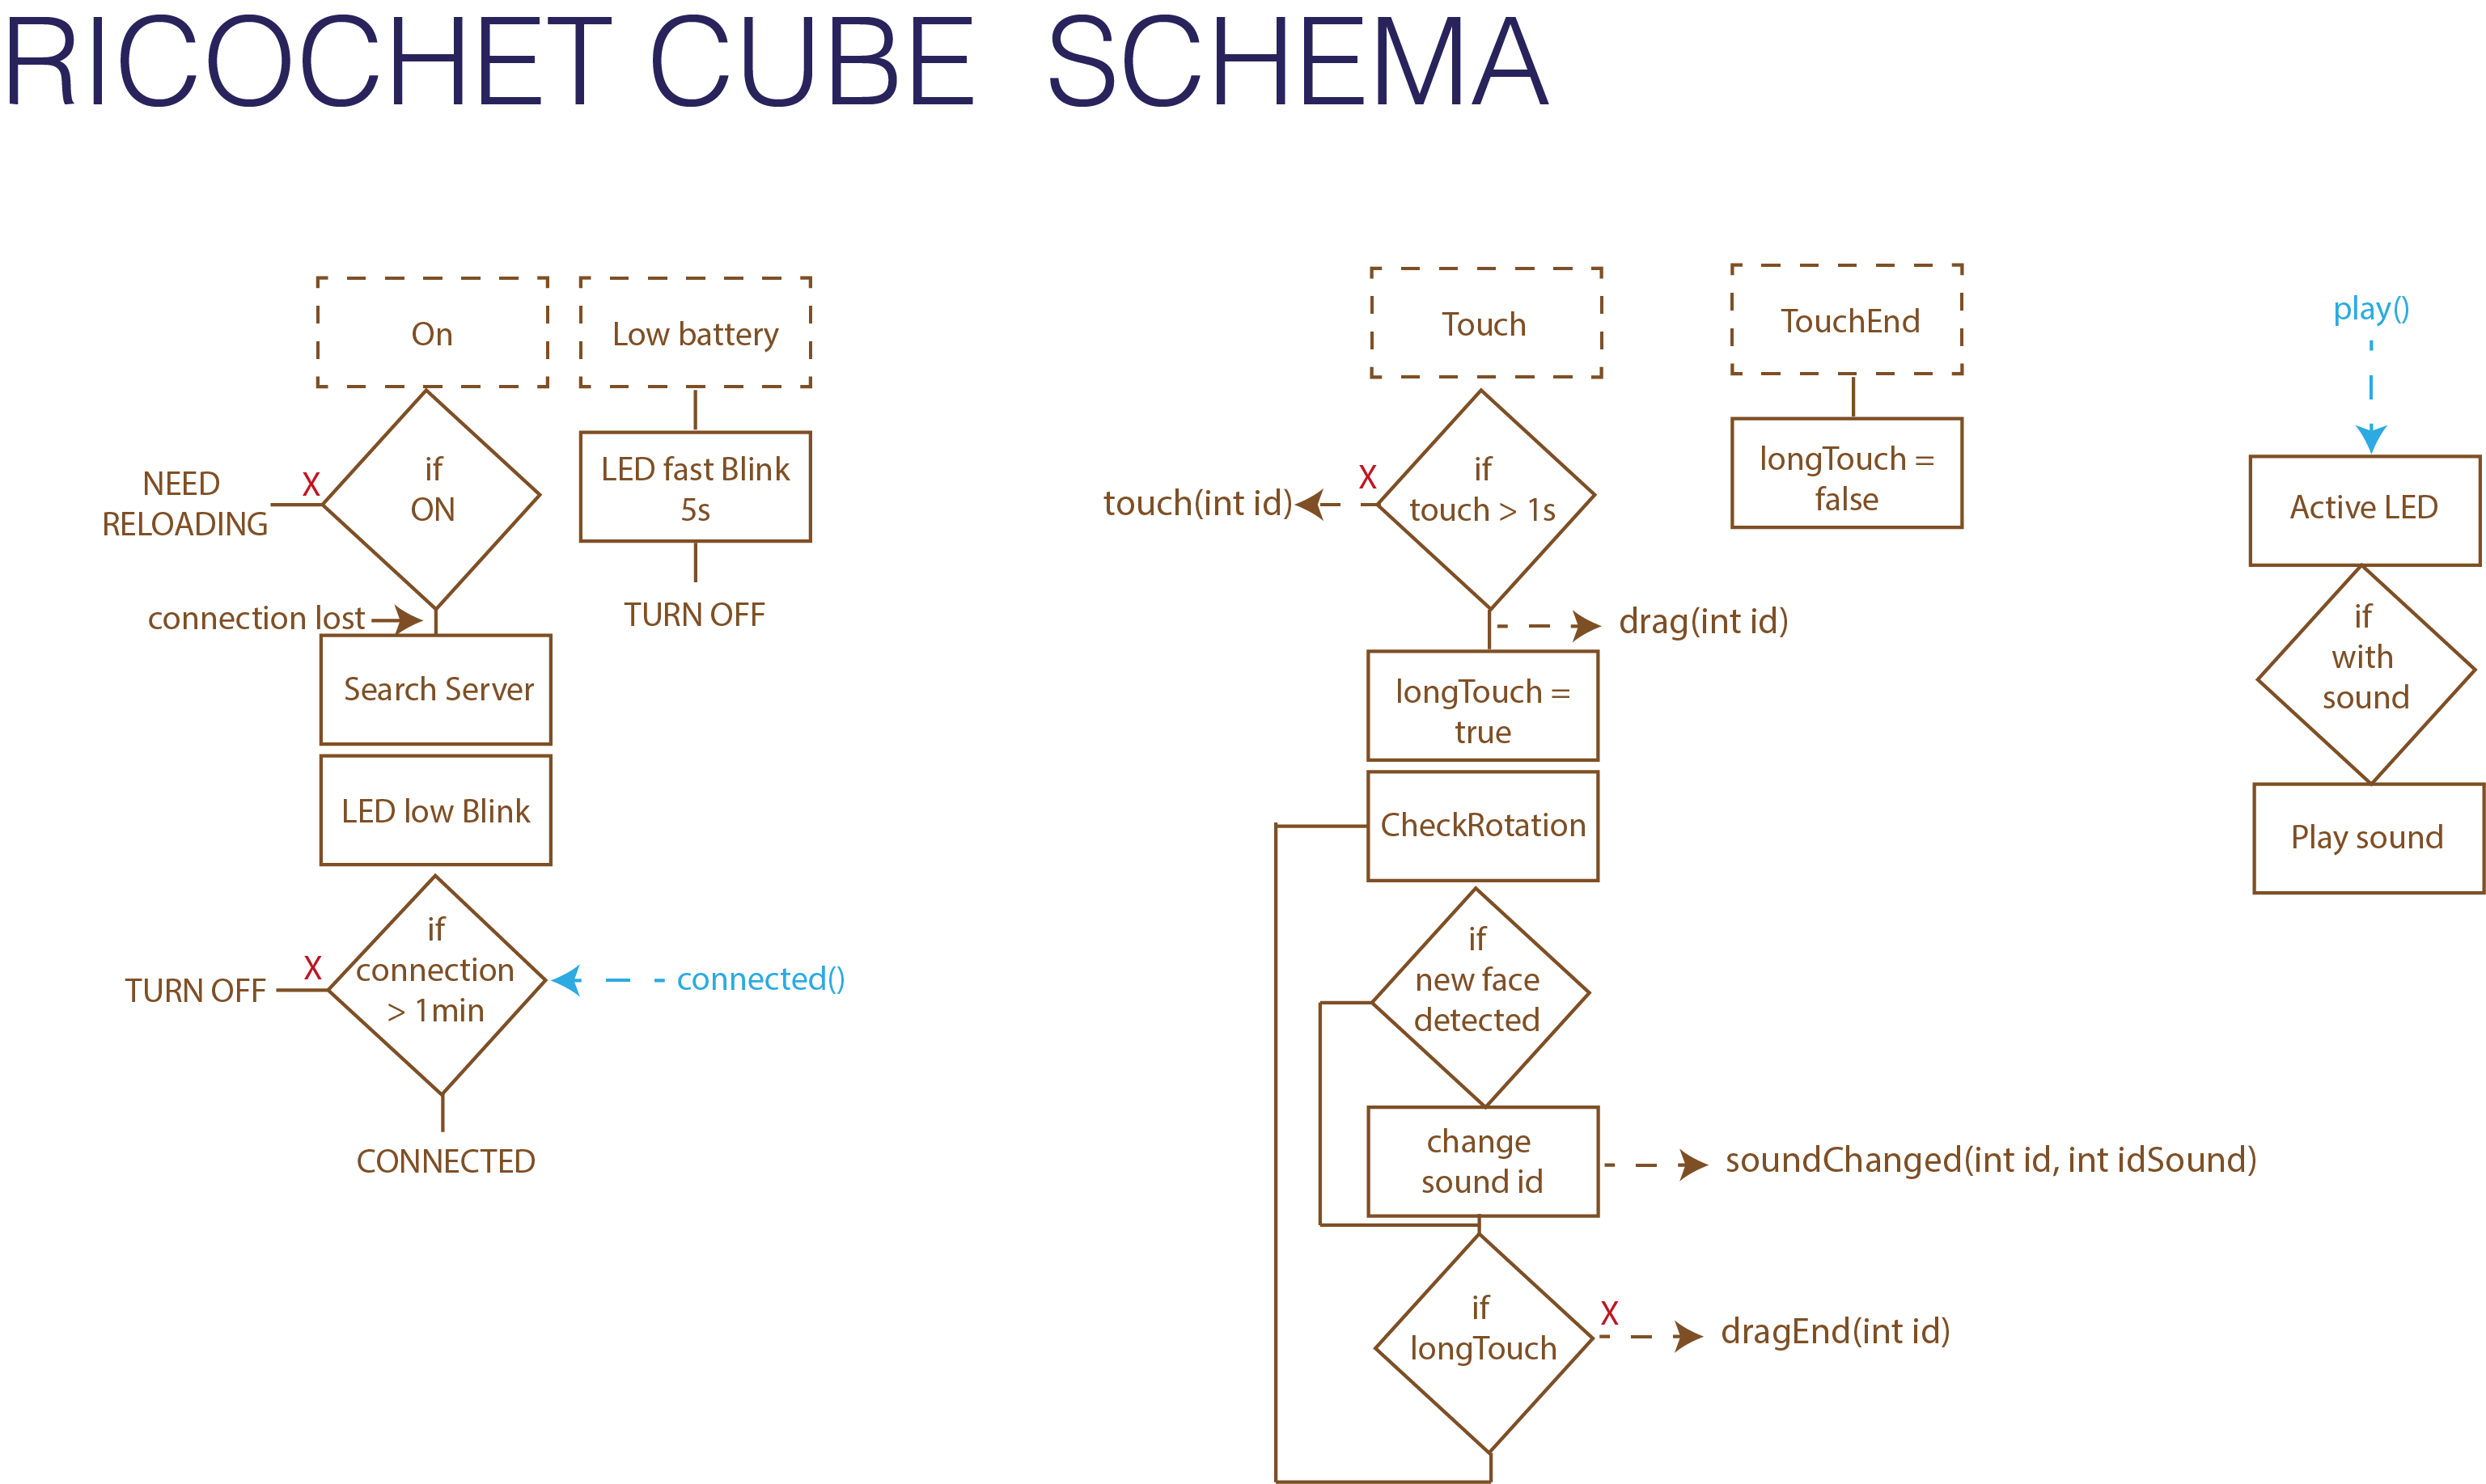 RICOCHET CUBE SCHEMA
On
Low battery
if
ON
X
NEED
RELOADING
LED fast Blink
5s
TURN OFF
connection lost
Search Server
LED low Blink
if
connection
> 1min
X
TURN OFF
connected()
CONNECTED
Touch
TouchEnd
if
touch > 1s
X
touch(int id)
longTouch =
false
drag(int id)
longTouch =
true
CheckRotation
if
new face
detected
change
sound id
soundChanged(int id, int idSound)
if
longTouch
X
dragEnd(int id)
play()
Active LED
if
with
sound
Play sound